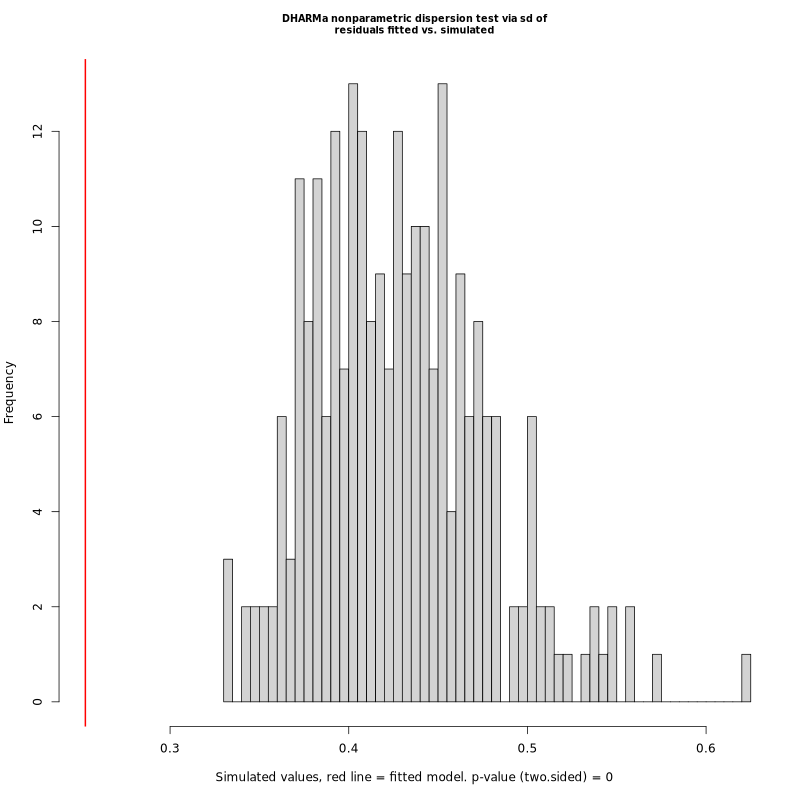 DHARMa nonparametric dispersion test via sd of
residuals fitted vs. simulated
Frequency
12
10
8
6
4
2
0
0.3 0.4 0.5 0.6
Simulated values, red line = fitted model. p-value (two.sided) = 0